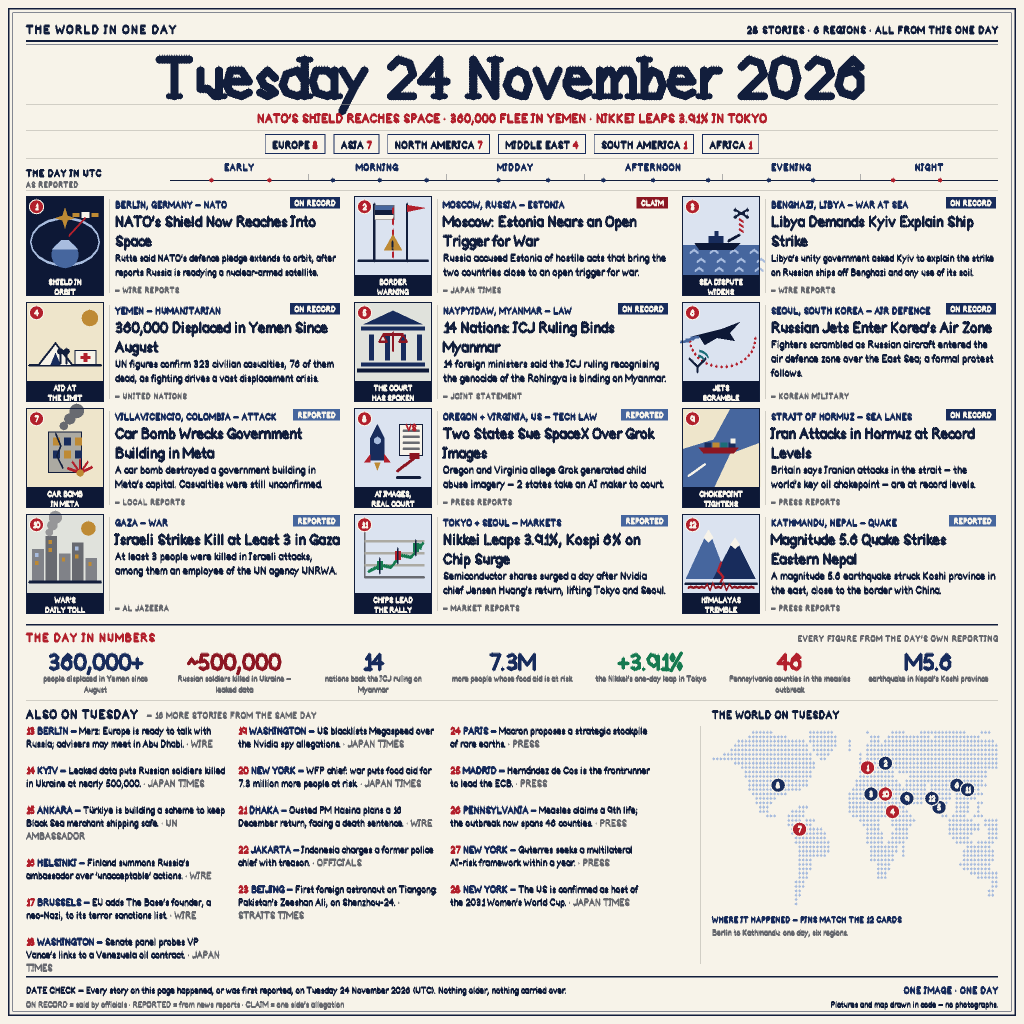 THE WORLD IN ONE DAY
28 STORIES · 6 REGIONS · ALL FROM THIS ONE DAY
Tuesday 24 November 2026
NATO'S SHIELD REACHES SPACE · 360,000 FLEE IN YEMEN · NIKKEI LEAPS 3.91% IN TOKYO
EUROPE 8
ASIA 7
NORTH AMERICA 7
MIDDLE EAST 4
SOUTH AMERICA 1
AFRICA 1
THE DAY IN UTC
AS REPORTED
EARLY
MORNING
MIDDAY
AFTERNOON
EVENING
NIGHT
1
SHIELD IN
ORBIT
BERLIN, GERMANY – NATO
ON RECORD
NATO's Shield Now Reaches Into
Space
Rutte said NATO's defence pledge extends to orbit, after
reports Russia is readying a nuclear-armed satellite.
– WIRE REPORTS
2
BORDER
WARNING
MOSCOW, RUSSIA – ESTONIA
CLAIM
Moscow: Estonia Nears an Open
Trigger for War
Russia accused Estonia of hostile acts that bring the
two countries close to an open trigger for war.
– JAPAN TIMES
3
SEA DISPUTE
WIDENS
BENGHAZI, LIBYA – WAR AT SEA
ON RECORD
Libya Demands Kyiv Explain Ship
Strike
Libya's unity government asked Kyiv to explain the strike
on Russian ships off Benghazi and any use of its soil.
– WIRE REPORTS
4
AID AT
THE LIMIT
YEMEN – HUMANITARIAN
ON RECORD
360,000 Displaced in Yemen Since
August
UN figures confirm 323 civilian casualties, 76 of them
dead, as fighting drives a vast displacement crisis.
– UNITED NATIONS
5
THE COURT
HAS SPOKEN
NAYPYIDAW, MYANMAR – LAW
ON RECORD
14 Nations: ICJ Ruling Binds
Myanmar
14 foreign ministers said the ICJ ruling recognising
the genocide of the Rohingya is binding on Myanmar.
– JOINT STATEMENT
6
JETS
SCRAMBLE
SEOUL, SOUTH KOREA – AIR DEFENCE
ON RECORD
Russian Jets Enter Korea's Air Zone
Fighters scrambled as Russian aircraft entered the
air defence zone over the East Sea; a formal protest
follows.
– KOREAN MILITARY
7
CAR BOMB
IN META
VILLAVICENCIO, COLOMBIA – ATTACK
REPORTED
Car Bomb Wrecks Government
Building in Meta
A car bomb destroyed a government building in
Meta's capital. Casualties were still unconfirmed.
– LOCAL REPORTS
8
AI IMAGES,
REAL COURT
OREGON + VIRGINIA, US – TECH LAW
REPORTED
Two States Sue SpaceX Over Grok
Images
Oregon and Virginia allege Grok generated child
abuse imagery – 2 states take an AI maker to court.
– PRESS REPORTS
9
CHOKEPOINT
TIGHTENS
STRAIT OF HORMUZ – SEA LANES
ON RECORD
Iran Attacks in Hormuz at Record
Levels
Britain says Iranian attacks in the strait – the
world's key oil chokepoint – are at record levels.
– PRESS REPORTS
10
WAR'S
DAILY TOLL
GAZA – WAR
REPORTED
Israeli Strikes Kill at Least 3 in Gaza
At least 3 people were killed in Israeli attacks,
among them an employee of the UN agency UNRWA.
– AL JAZEERA
11
CHIPS LEAD
THE RALLY
TOKYO + SEOUL – MARKETS
REPORTED
Nikkei Leaps 3.91%, Kospi 6% on
Chip Surge
Semiconductor shares surged a day after Nvidia
chief Jensen Huang's return, lifting Tokyo and Seoul.
– MARKET REPORTS
12
HIMALAYAS
TREMBLE
KATHMANDU, NEPAL – QUAKE
REPORTED
Magnitude 5.6 Quake Strikes
Eastern Nepal
A magnitude 5.6 earthquake struck Koshi province in
the east, close to the border with China.
– PRESS REPORTS
THE DAY IN NUMBERS
EVERY FIGURE FROM THE DAY'S OWN REPORTING
360,000+
people displaced in Yemen since
August
~500,000
Russian soldiers killed in Ukraine –
leaked data
14
nations back the ICJ ruling on
Myanmar
7.3M
more people whose food aid is at risk
+3.91%
the Nikkei's one-day leap in Tokyo
46
Pennsylvania counties in the measles
outbreak
M5.6
earthquake in Nepal's Koshi province
ALSO ON TUESDAY – 16 MORE STORIES FROM THE SAME DAY
13 BERLIN – Merz: Europe is ready to talk with
Russia; advisers may meet in Abu Dhabi. · WIRE
14 KYIV – Leaked data puts Russian soldiers killed
in Ukraine at nearly 500,000. · JAPAN TIMES
15 ANKARA – Türkiye is building a scheme to keep
Black Sea merchant shipping safe. · UN
AMBASSADOR
16 HELSINKI – Finland summons Russia's
ambassador over 'unacceptable' actions. · WIRE
17 BRUSSELS – EU adds The Base's founder, a
neo-Nazi, to its terror sanctions list. · WIRE
18 WASHINGTON – Senate panel probes VP
Vance's links to a Venezuela oil contract. · JAPAN
TIMES
19 WASHINGTON – US blacklists Megaspeed over
the Nvidia spy allegations. · JAPAN TIMES
20 NEW YORK – WFP chief: war puts food aid for
7.3 million more people at risk. · JAPAN TIMES
21 DHAKA – Ousted PM Hasina plans a 16
December return, facing a death sentence. · WIRE
22 JAKARTA – Indonesia charges a former police
chief with treason. · OFFICIALS
23 BEIJING – First foreign astronaut on Tiangong:
Pakistan's Zeeshan Ali, on Shenzhou-24. ·
STRAITS TIMES
24 PARIS – Macron proposes a strategic stockpile
of rare earths. · PRESS
25 MADRID – Hernández de Cos is the frontrunner
to lead the ECB. · PRESS
26 PENNSYLVANIA – Measles claims a 9th life;
the outbreak now spans 46 counties. · PRESS
27 NEW YORK – Guterres seeks a multilateral
AI-risk framework within a year. · PRESS
28 NEW YORK – The US is confirmed as host of
the 2031 Women's World Cup. · JAPAN TIMES
THE WORLD ON TUESDAY
WHERE IT HAPPENED – PINS MATCH THE 12 CARDS
Berlin to Kathmandu: one day, six regions.
DATE CHECK – Every story on this page happened, or was first reported, on Tuesday 24 November 2026 (UTC). Nothing older, nothing carried over.
ON RECORD = said by officials · REPORTED = from news reports · CLAIM = one side's allegation
ONE IMAGE · ONE DAY
Pictures and map drawn in code – no photographs.